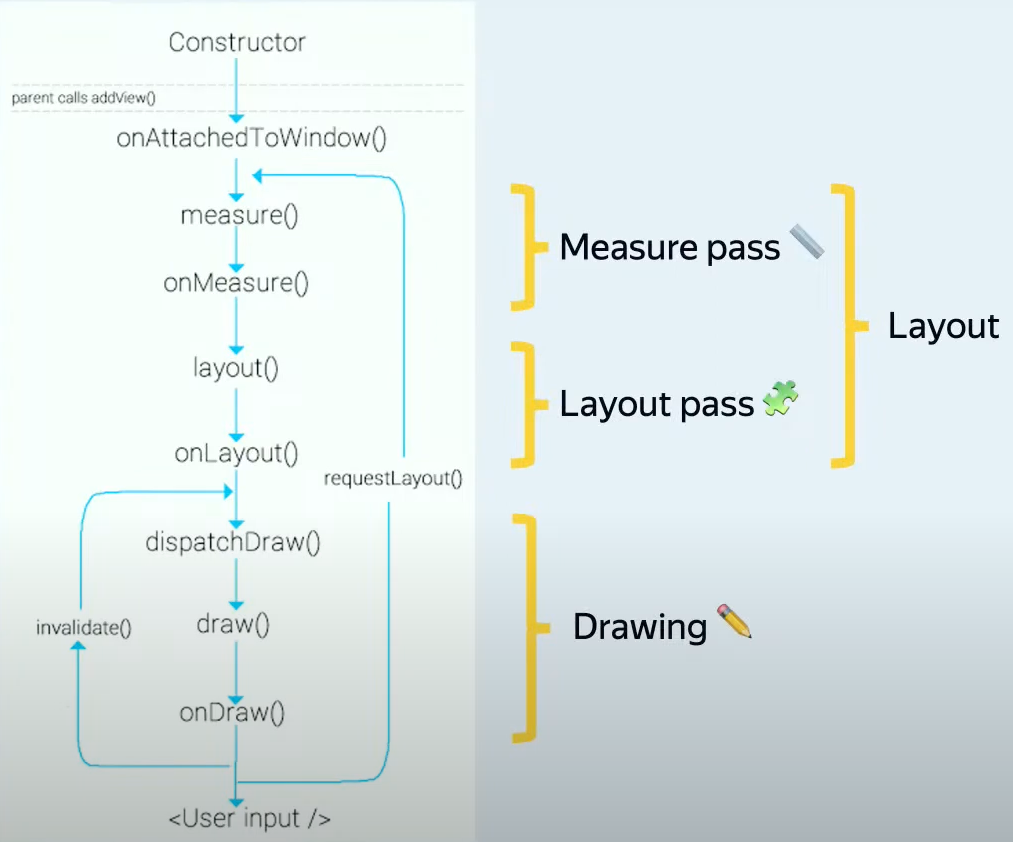 Constructor
parent calls addView()
onAttachedToWindow()
measure()
onMeasure()
layout()
onLayout()
requestLayout()
dispatchDraw()
invalidate()
draw()
onDraw()
<User input />
Measure pass
Layout pass
Layout
Drawing